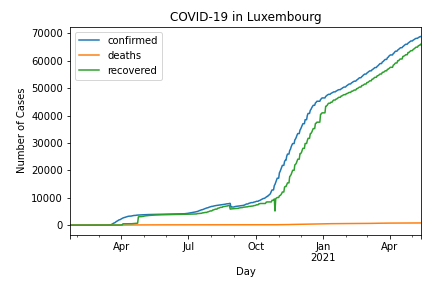 COVID-19 in Luxembourg
confirmed
deaths
recovered
70000
60000
50000
40000
30000
20000
10000
0
Number of Cases
Apr
Jul
Oct
Jan
2021
Apr
Day